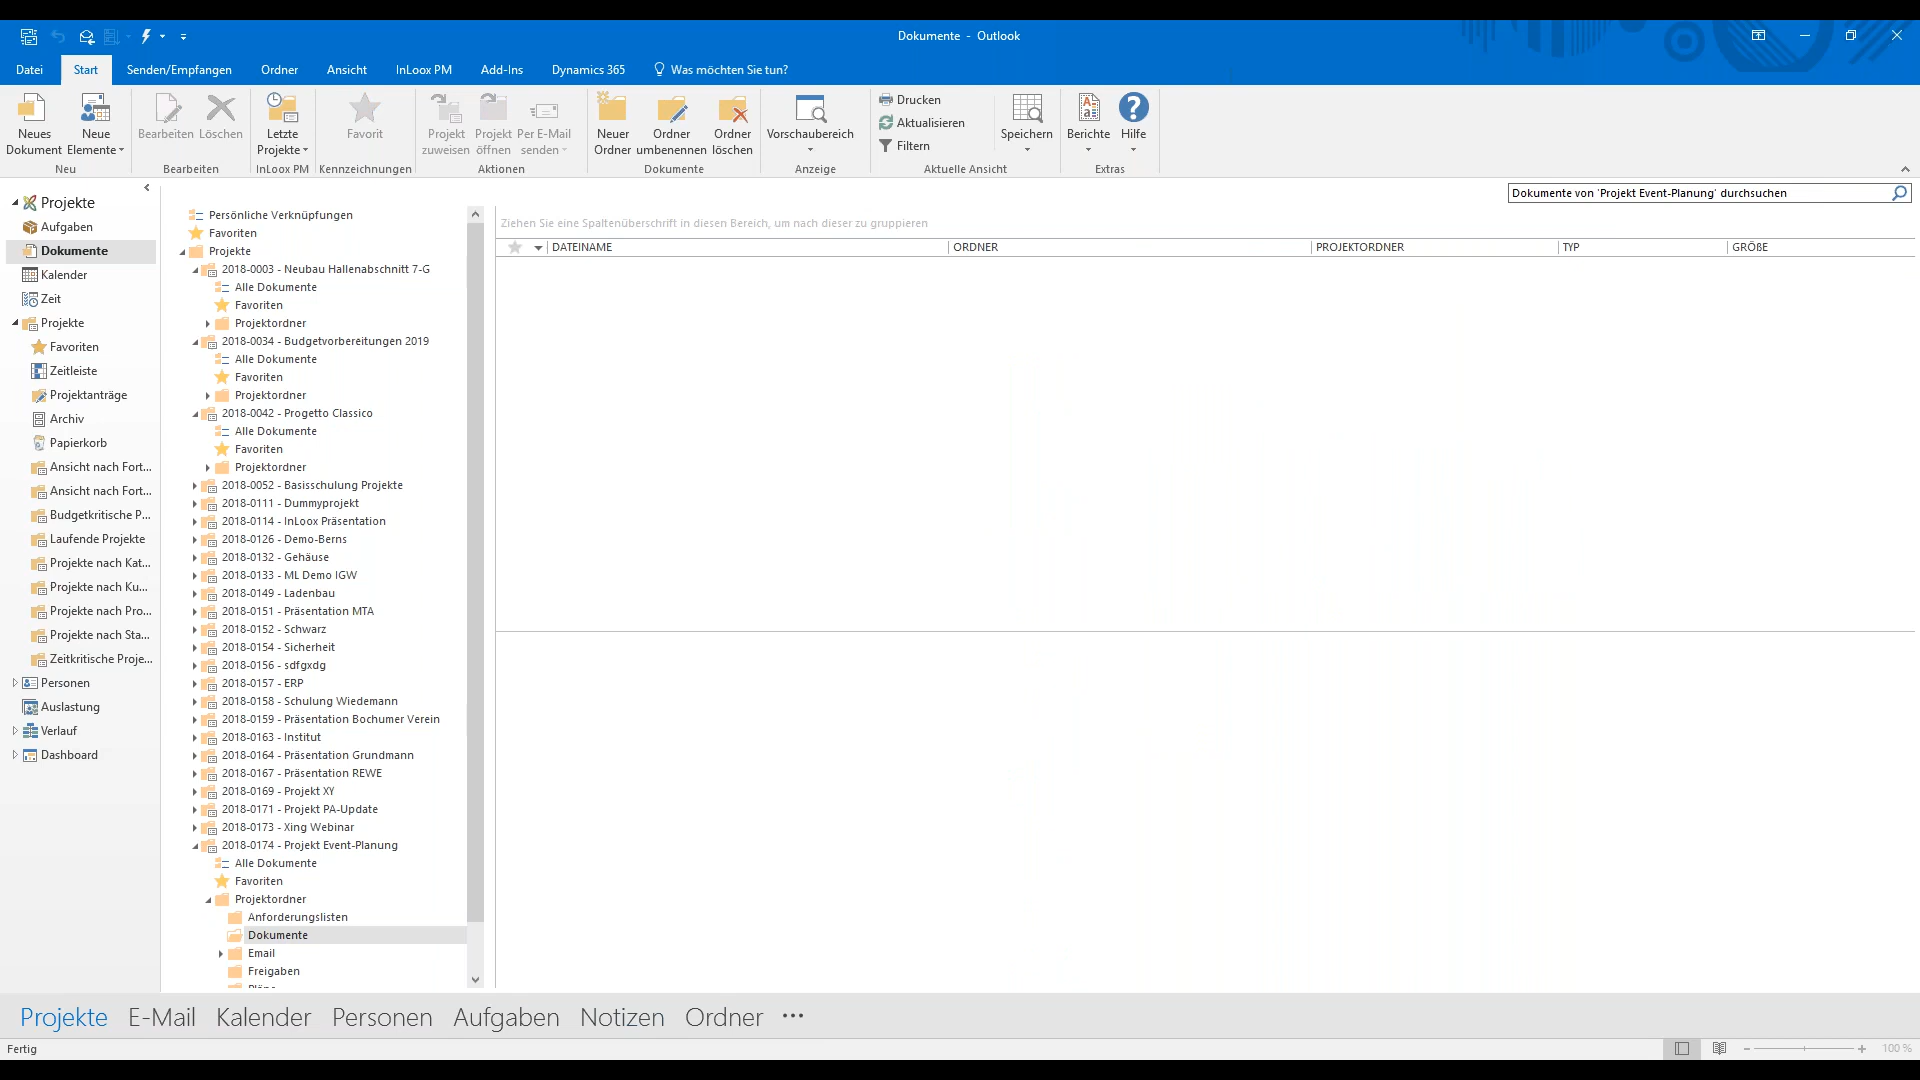 Dokumente - Outlook
Datei
Start
Senden/Empfangen
Ordner
Ansicht
InLoox PM
Add-Ins
Dynamics 365
Was möchten Sie tun?
Neues Dokument
Neue Elemente
Neu
Bearbeiten
Löschen
Bearbeiten
Letzte Projekte
InLoox PM
Favorit
Kennzeichnungen
Projekt zuweisen
Projekt öffnen
Per E-Mail senden
Aktionen
Neuer Ordner
Ordner umbenennen
Ordner löschen
Dokumente
Vorschaubereich
Anzeige
Drucken
Aktualisieren
Filtern
Speichern
Aktuelle Ansicht
Berichte
Hilfe
Extras
Projekte
Aufgaben
Dokumente
Kalender
Zeit
Projekte
Favoriten
Zeitleiste
Projektanträge
Archiv
Papierkorb
Ansicht nach Fort...
Ansicht nach Fort...
Budgetkritische P...
Laufende Projekte
Projekte nach Kat...
Projekte nach Ku...
Projekte nach Pro...
Projekte nach Sta...
Zeitkritische Proje...
Personen
Auslastung
Verlauf
Dashboard
Persönliche Verknüpfungen
Favoriten
Projekte
2018-0003 - Neubau Hallenabschnitt 7-G
Alle Dokumente
Favoriten
Projektordner
2018-0034 - Budgetvorbereitungen 2019
Alle Dokumente
Favoriten
Projektordner
2018-0042 - Progetto Classico
Alle Dokumente
Favoriten
Projektordner
2018-0052 - Basisschulung Projekte
2018-0111 - Dummyprojekt
2018-0114 - InLoox Präsentation
2018-0126 - Demo-Berns
2018-0132 - Gehäuse
2018-0133 - ML Demo IGW
2018-0149 - Ladenbau
2018-0151 - Präsentation MTA
2018-0152 - Schwarz
2018-0154 - Sicherheit
2018-0156 - sdfgxdg
2018-0157 - ERP
2018-0158 - Schulung Wiedemann
2018-0159 - Präsentation Bochumer Verein
2018-0163 - Institut
2018-0164 - Präsentation Grundmann
2018-0167 - Präsentation REWE
2018-0169 - Projekt XY
2018-0171 - Projekt PA-Update
2018-0173 - Xing Webinar
2018-0174 - Projekt Event-Planung
Alle Dokumente
Favoriten
Projektordner
Anforderungslisten
Dokumente
Email
Freigaben
Dokumente von 'Projekt Event-Planung' durchsuchen
Ziehen Sie eine Spaltenüberschrift in diesen Bereich, um nach dieser zu gruppieren
DATEINAME
ORDNER
PROJEKTORDNER
TYP
GRÖßE
Projekte
E-Mail
Kalender
Personen
Aufgaben
Notizen
Ordner
...
Fertig
100 %